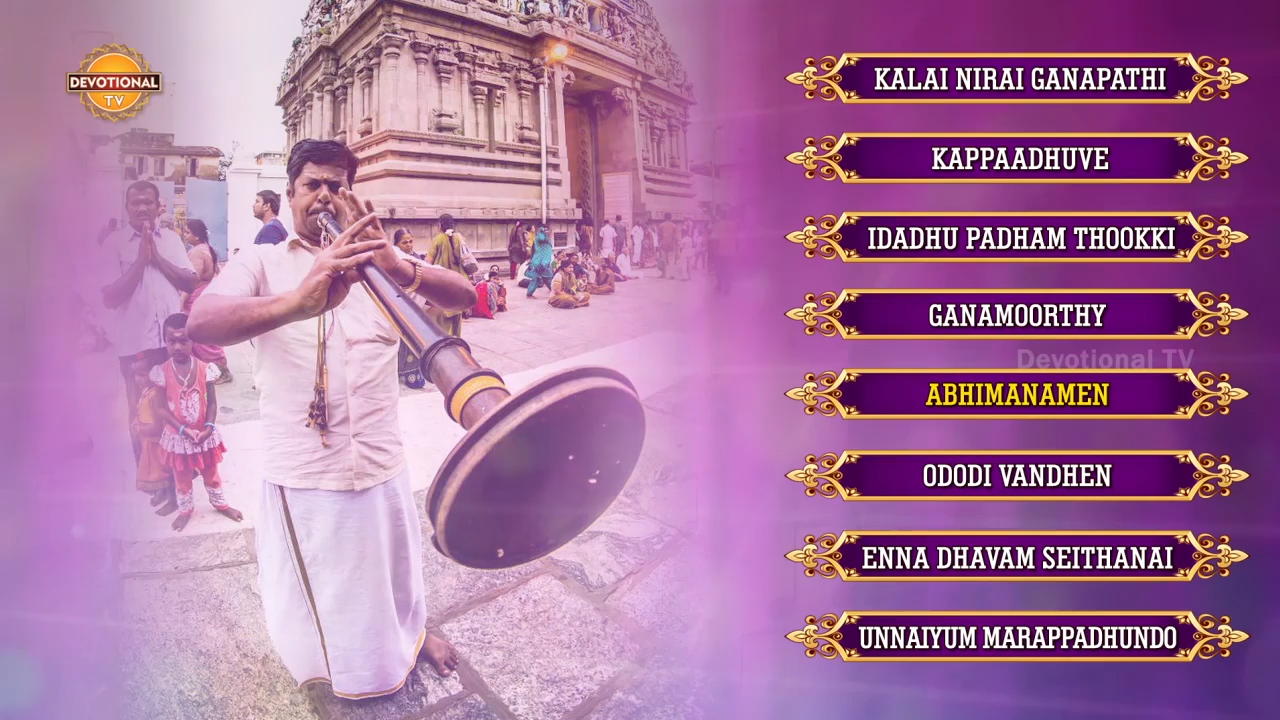 DEVOTIONAL
TV
KALAI NIRAI GANAPATHI
KAPPAADHUVE
IDADHU PADHAM THOOKKI
GANAMOORTHY
Devotional TV
ABHIMANAMEN
ODODI VANDHEN
ENNA DHAVAM SEITHANAI
UNNAIYUM MARAPPADHUNDO